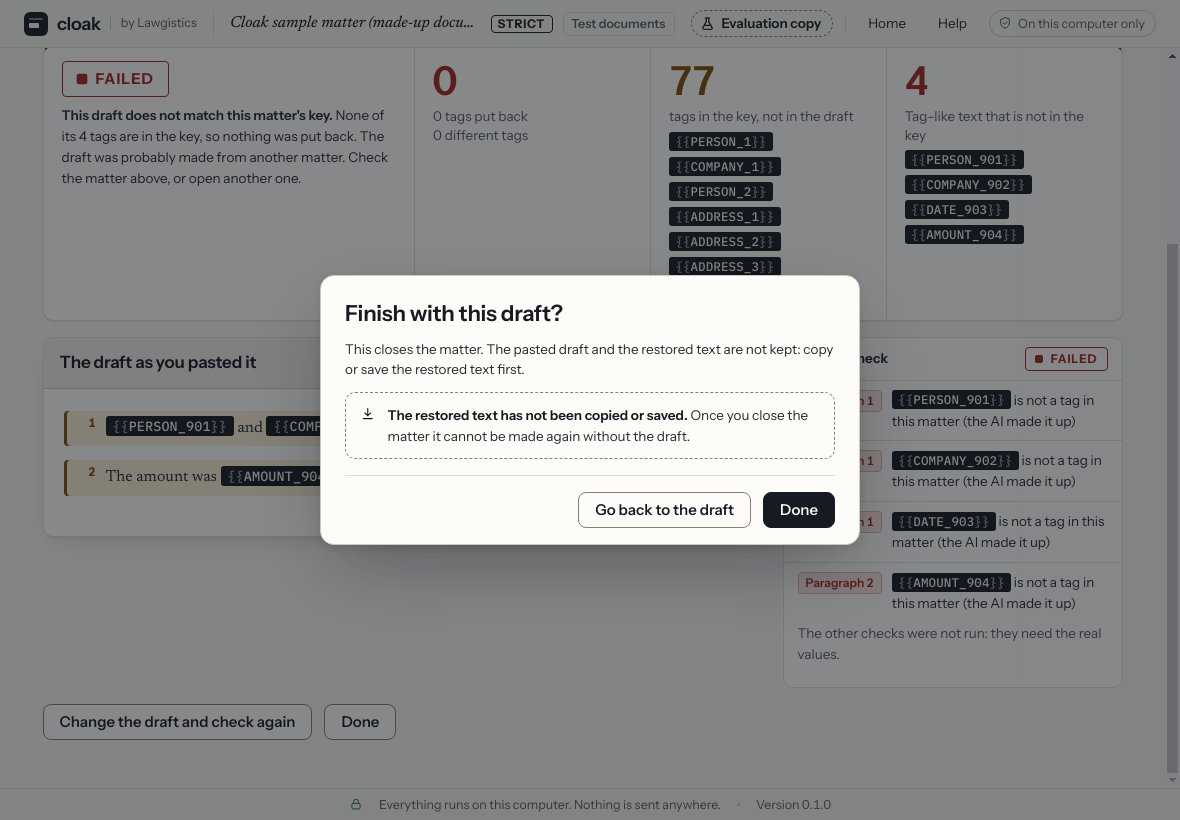 cloak
by Lawgistics
Cloak sample matter (made-up docu...
STRICT
Test documents
Evaluation copy
Home
Help
On this computer only
FAILED
This draft does not match this matter's key. None of
its 4 tags are in the key, so nothing was put back. The
draft was probably made from another matter. Check
the matter above, or open another one.
0
0 tags put back
0 different tags
77
tags in the key, not in the draft
{{PERSON_1}}
{{COMPANY_1}}
{{PERSON_2}}
{{ADDRESS_1}}
{{ADDRESS_2}}
{{ADDRESS_3}}
4
Tag-like text that is not in the
key
{{PERSON_901}}
{{COMPANY_902}}
{{DATE_903}}
{{AMOUNT_904}}
Finish with this draft?
This closes the matter. The pasted draft and the restored text are not kept: copy
or save the restored text first.
The restored text has not been copied or saved. Once you close the
matter it cannot be made again without the draft.
Go back to the draft
Done
The draft as you pasted it
1 {{PERSON_901}} and {{COMP
2 The amount was {{AMOUNT_904
heck
FAILED
n 1 {{PERSON_901}} is not a tag in
this matter (the AI made it up)
n 1 {{COMPANY_902}} is not a tag in
this matter (the AI made it up)
n 1 {{DATE_903}} is not a tag in this
matter (the AI made it up)
Paragraph 2 {{AMOUNT_904}} is not a tag in
this matter (the AI made it up)
The other checks were not run: they need the real
values.
Change the draft and check again
Done
Everything runs on this computer. Nothing is sent anywhere. · Version 0.1.0